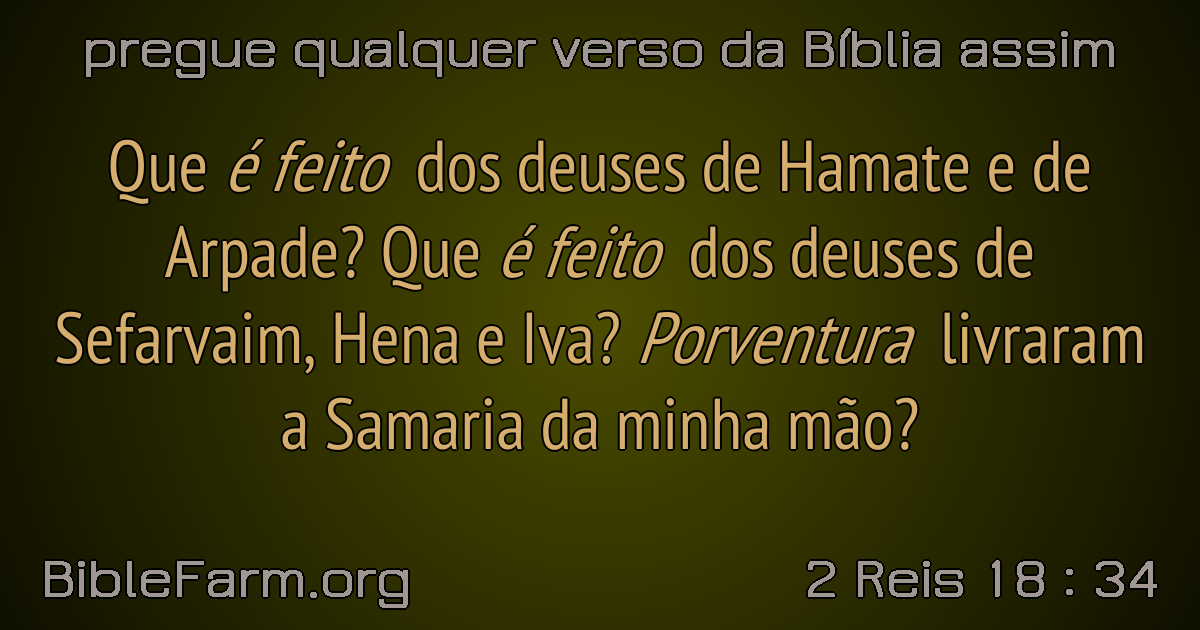 pregue qualquer verso da Bíblia assim
Que é feito dos deuses de Hamate e de
Arpade? Que é feito dos deuses de
Sefarvaim, Hena e Iva? Porventura livraram
a Samaria da minha mão?
BibleFarm.org
2 Reis 18 : 34